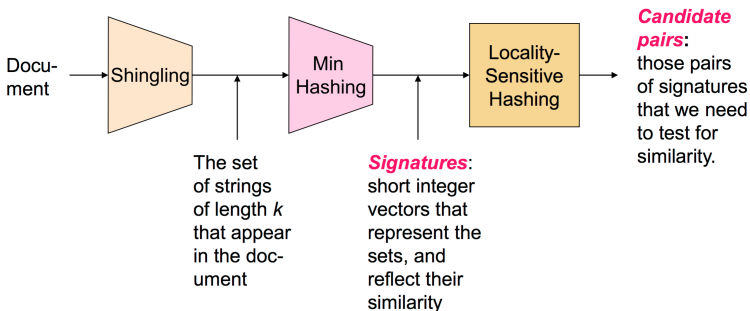 Docu-
ment
Shingling
The set
of strings
of length k
that appear
in the doc-
ument
Min
Hashing
Signatures:
short integer
vectors that
represent the
sets, and
reflect their
similarity
Locality-
Sensitive
Hashing
Candidate
pairs:
those pairs
of signatures
that we need
to test for
similarity.